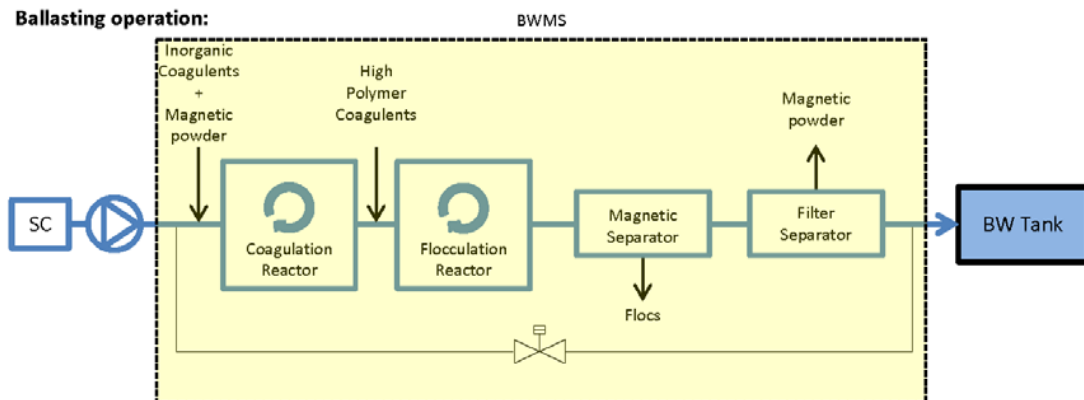 Ballasting operation:
BWMS
Inorganic
Coagulents
+
Magnetic
powder
High
Polymer
Coagulents
Magnetic
powder
SC
Coagulation
Reactor
Flocculation
Reactor
Magnetic
Separator
Filter
Separator
BW Tank
Flocs